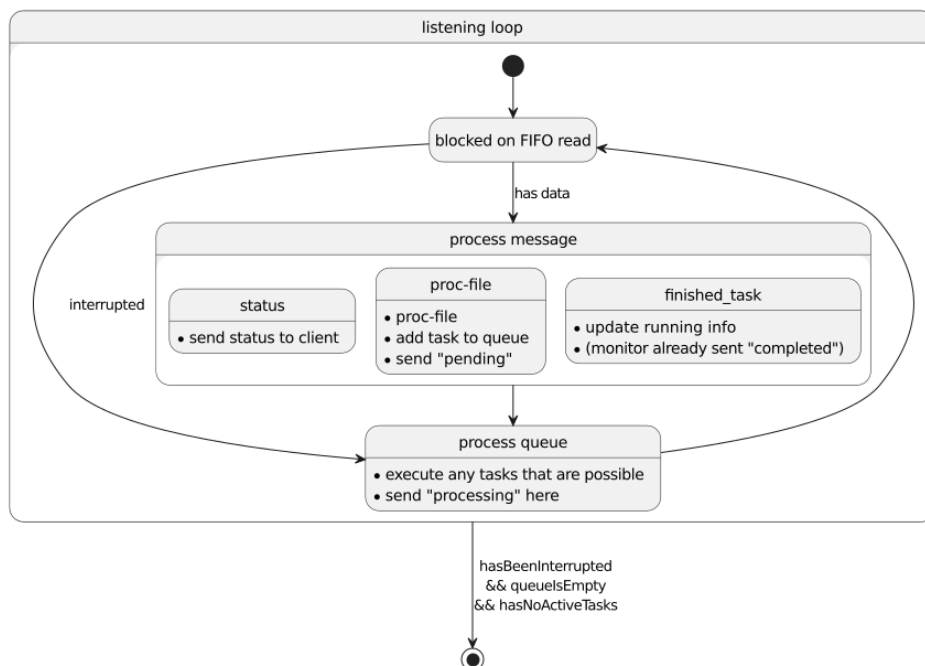 listening loop
blocked on FIFO read
has data
process message
interrupted
status
• send status to client
proc-file
• proc-file
• add task to queue
• send "pending"
finished_task
• update running info
• (monitor already sent "completed")
process queue
• execute any tasks that are possible
• send "processing" here
hasBeenInterrupted
&& queueIsEmpty
&& hasNoActiveTasks